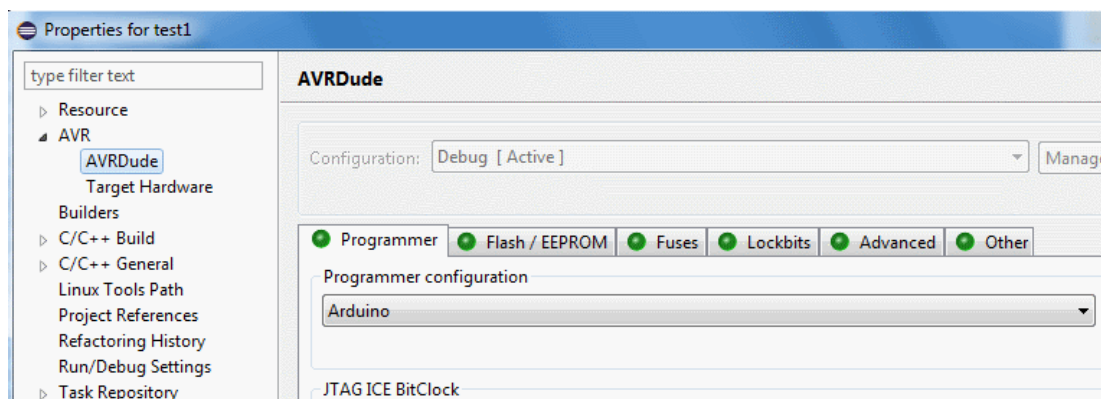 Properties for test1
type filter text
Resource
AVR
AVRDude
Target Hardware
Builders
C/C++ Build
C/C++ General
Linux Tools Path
Project References
Refactoring History
Run/Debug Settings
Task Repository
AVRDude
Configuration: Debug [ Active ] Manag
Programmer Flash / EEPROM Fuses Lockbits Advanced Other
Programmer configuration
Arduino
JTAG ICE BitClock